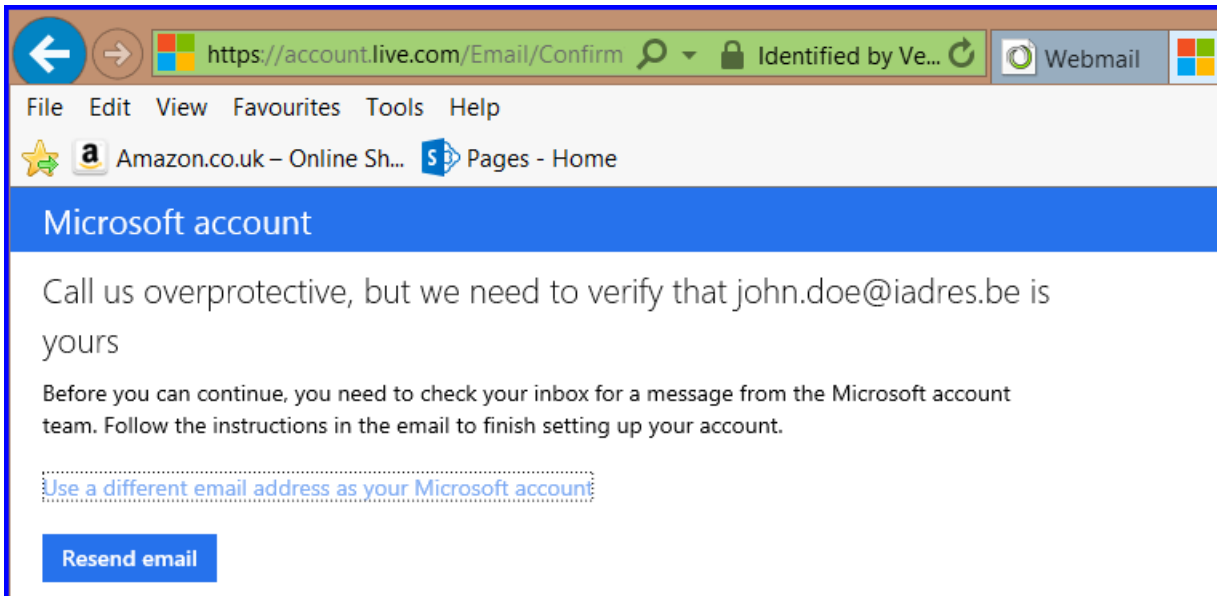 https://account.live.com/Email/Confirm Identified by Ve... Webmail
File Edit View Favourites Tools Help
a Amazon.co.uk – Online Sh... S Pages - Home
Microsoft account
Call us overprotective, but we need to verify that john.doe@iadres.be is
yours
Before you can continue, you need to check your inbox for a message from the Microsoft account
team. Follow the instructions in the email to finish setting up your account.
Use a different email address as your Microsoft account
Resend email